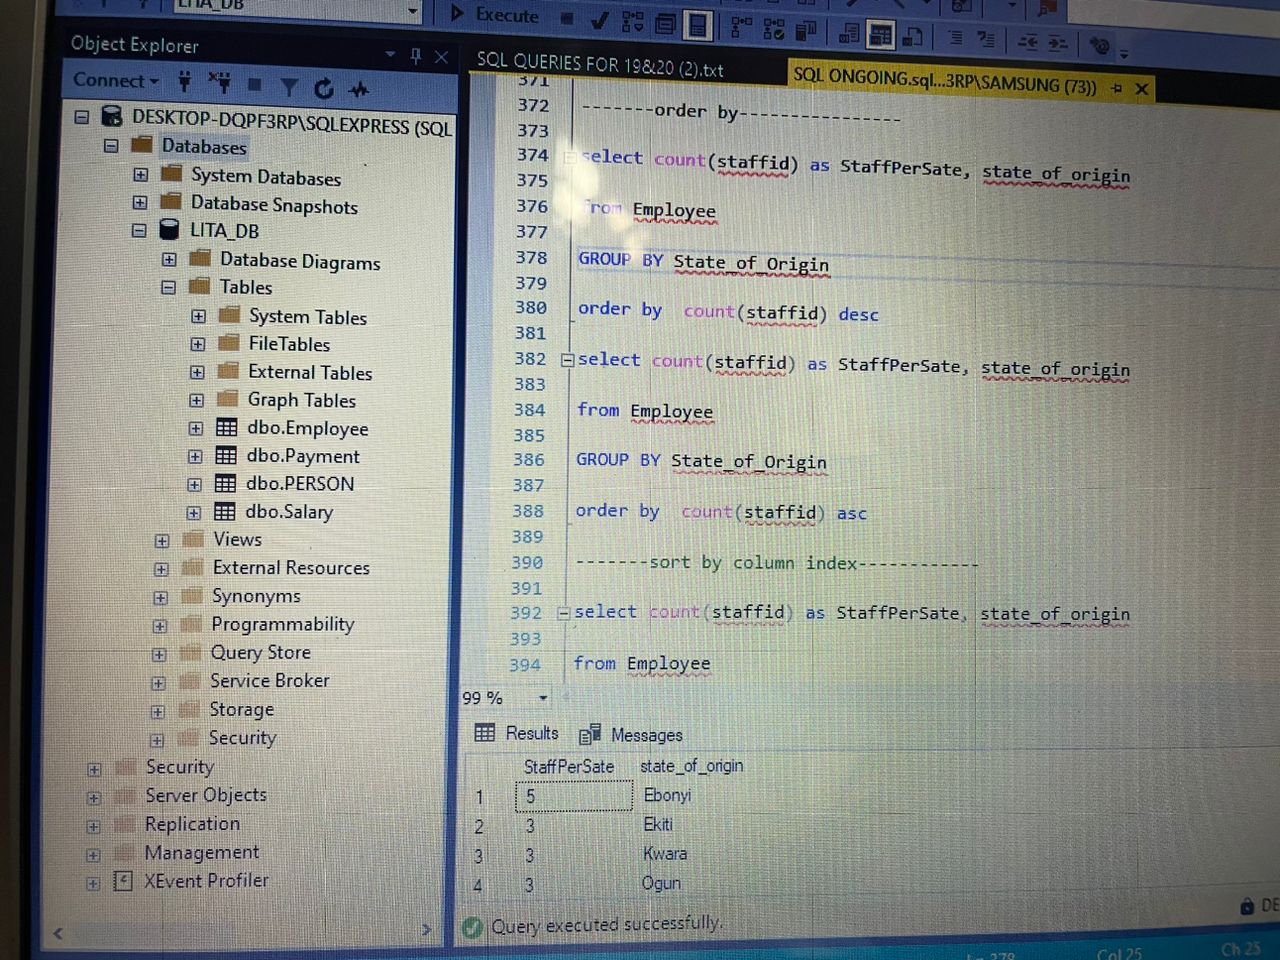 LITA_DB
Execute
Object Explorer
Connect
DESKTOP-DQPF3RP\SQLEXPRESS (SQL
Databases
System Databases
Database Snapshots
LITA_DB
Database Diagrams
Tables
System Tables
FileTables
External Tables
Graph Tables
dbo.Employee
dbo.Payment
dbo.PERSON
dbo.Salary
Views
External Resources
Synonyms
Programmability
Query Store
Service Broker
Storage
Security
Security
Server Objects
Replication
Management
XEvent Profiler
SQL QUERIES FOR 19&20 (2).txt
SQL ONGOING.sql...3RP\SAMSUNG (73))
371
372 -------order by----------------
373
374 select count(staffid) as StaffPerSate, state_of_origin
375
376 from Employee
377
378 GROUP BY State_of_Origin
379
380 order by  count(staffid) desc
381
382 select count(staffid) as StaffPerSate, state_of_origin
383
384 from Employee
385
386 GROUP BY State_of_Origin
387
388 order by  count(staffid) asc
389
390 -------sort by column index------------
391
392 select count(staffid) as StaffPerSate, state_of_origin
393
394 from Employee
99 %
Results Messages
StaffPerSate state_of_origin
1 5 Ebonyi
2 3 Ekiti
3 3 Kwara
4 3 Ogun
Query executed successfully.
DE
Col 25 Ch 25